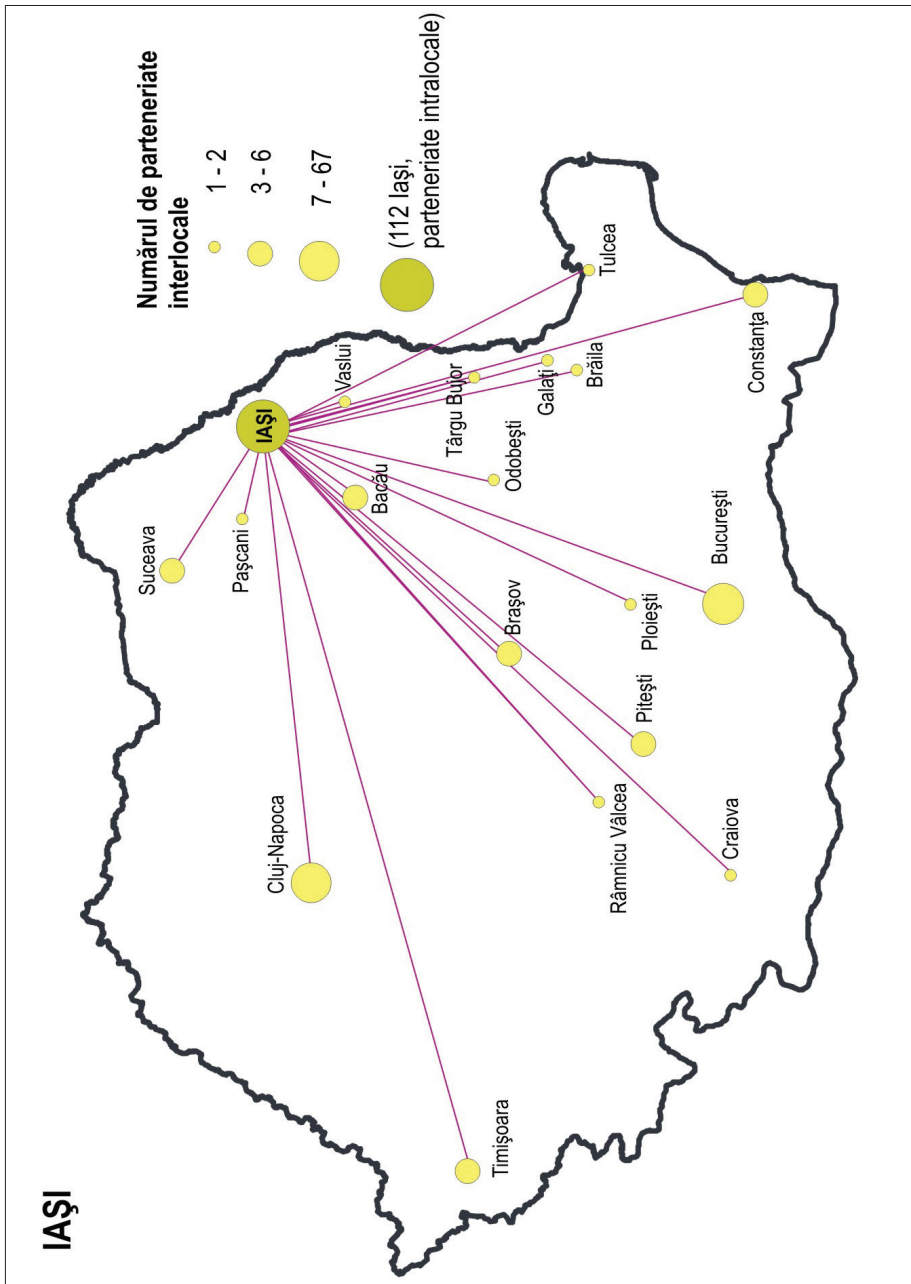 IAŞI
Numărul de parteneriate
interlocale
1 - 2
3 - 6
7 - 67
(112 Iaşi,
parteneriate intralocale)
Suceava
Paşcani
IAŞI
Vaslui
Cluj-Napoca
Bacău
Târgu Bujor
Timişoara
Odobeşti
Galaţi
Braşov
Brăila
Tulcea
Râmnicu Vâlcea
Ploieşti
Piteşti
Bucureşti
Constanţa
Craiova